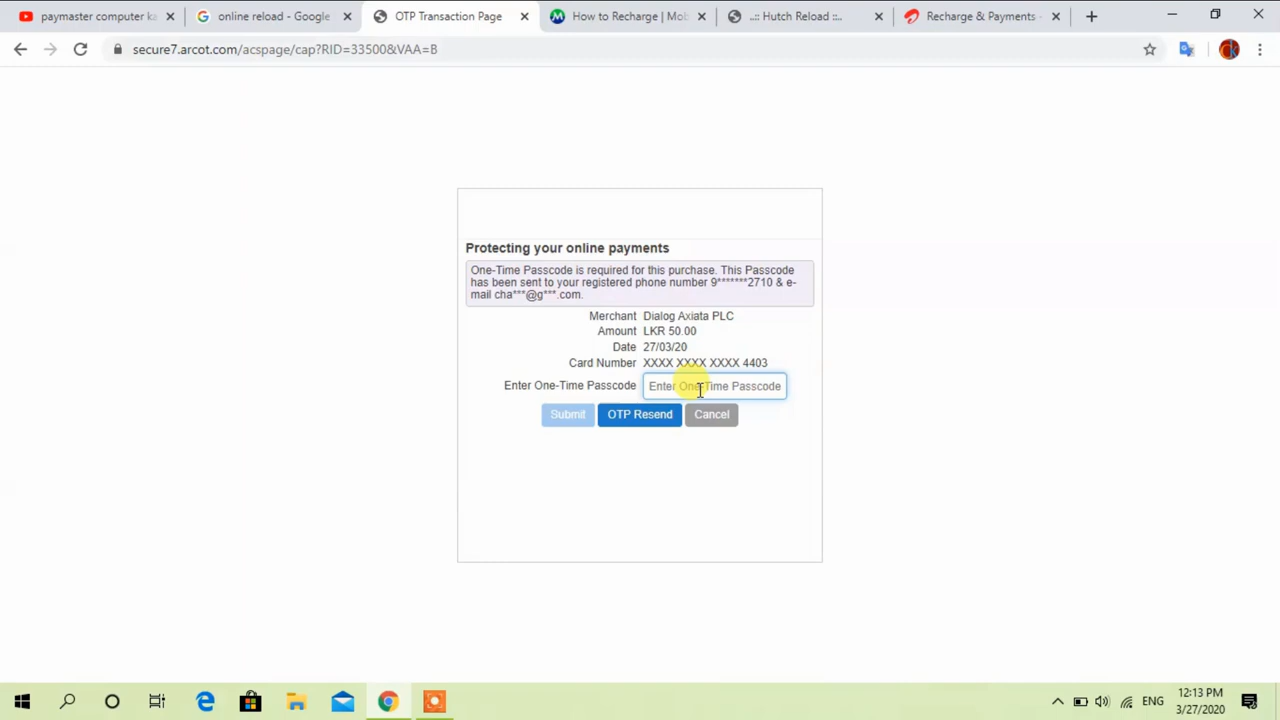 paymaster computer ka
online reload - Google
OTP Transaction Page
How to Recharge | Mob
..:: Hutch Reload ::..
Recharge & Payments -
secure7.arcot.com/acspage/cap?RID=33500&VAA=B
Protecting your online payments
One-Time Passcode is required for this purchase. This Passcode
has been sent to your registered phone number 9*******2710 & e-
mail cha***@g***.com.
Merchant Dialog Axiata PLC
Amount LKR 50.00
Date 27/03/20
Card Number XXXX XXXX XXXX 4403
Enter One-Time Passcode Enter One-Time Passcode
Submit OTP Resend Cancel
ENG
12:13 PM
3/27/2020